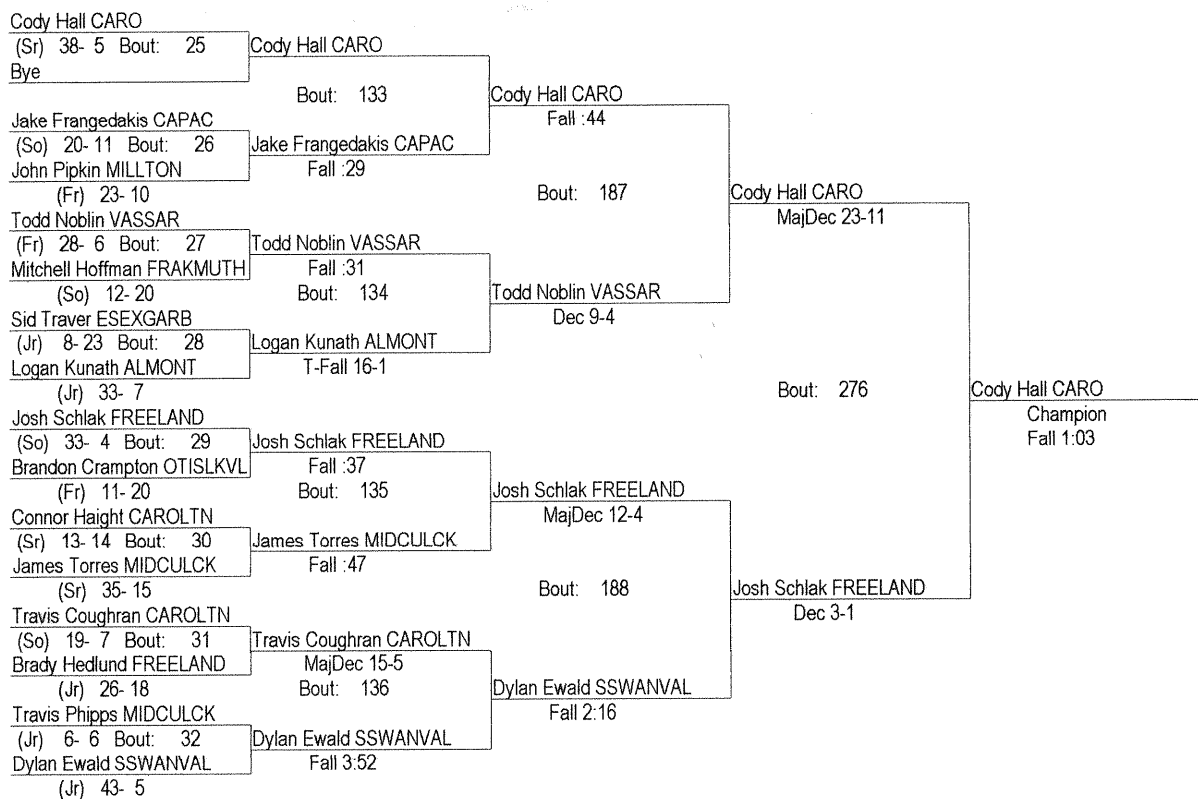 Cody Hall CARO
(Sr) 38- 5 Bout: 25
Bye
Cody Hall CARO
Bout: 133
Jake Frangedakis CAPAC
(So) 20- 11 Bout: 26
John Pipkin MILLTON
(Fr) 23- 10
Jake Frangedakis CAPAC
Fall :29
Cody Hall CARO
Fall :44
Bout: 187
Todd Noblin VASSAR
(Fr) 28- 6 Bout: 27
Mitchell Hoffman FRAKMUTH
(So) 12- 20
Todd Noblin VASSAR
Fall :31
Bout: 134
Sid Traver ESEXGARB
(Jr) 8- 23 Bout: 28
Logan Kunath ALMONT
(Jr) 33- 7
Logan Kunath ALMONT
T-Fall 16-1
Todd Noblin VASSAR
Dec 9-4
Cody Hall CARO
MajDec 23-11
Bout: 276
Josh Schlak FREELAND
(So) 33- 4 Bout: 29
Brandon Crampton OTISLKVL
(Fr) 11- 20
Josh Schlak FREELAND
Fall :37
Bout: 135
Connor Haight CAROLTN
(Sr) 13- 14 Bout: 30
James Torres MIDCULCK
(Sr) 35- 15
James Torres MIDCULCK
Fall :47
Josh Schlak FREELAND
MajDec 12-4
Bout: 188
Travis Coughran CAROLTN
(So) 19- 7 Bout: 31
Brady Hedlund FREELAND
(Jr) 26- 18
Travis Coughran CAROLTN
MajDec 15-5
Bout: 136
Travis Phipps MIDCULCK
(Jr) 6- 6 Bout: 32
Dylan Ewald SSWANVAL
(Jr) 43- 5
Dylan Ewald SSWANVAL
Fall 3:52
Dylan Ewald SSWANVAL
Fall 2:16
Josh Schlak FREELAND
Dec 3-1
Cody Hall CARO
Champion
Fall 1:03